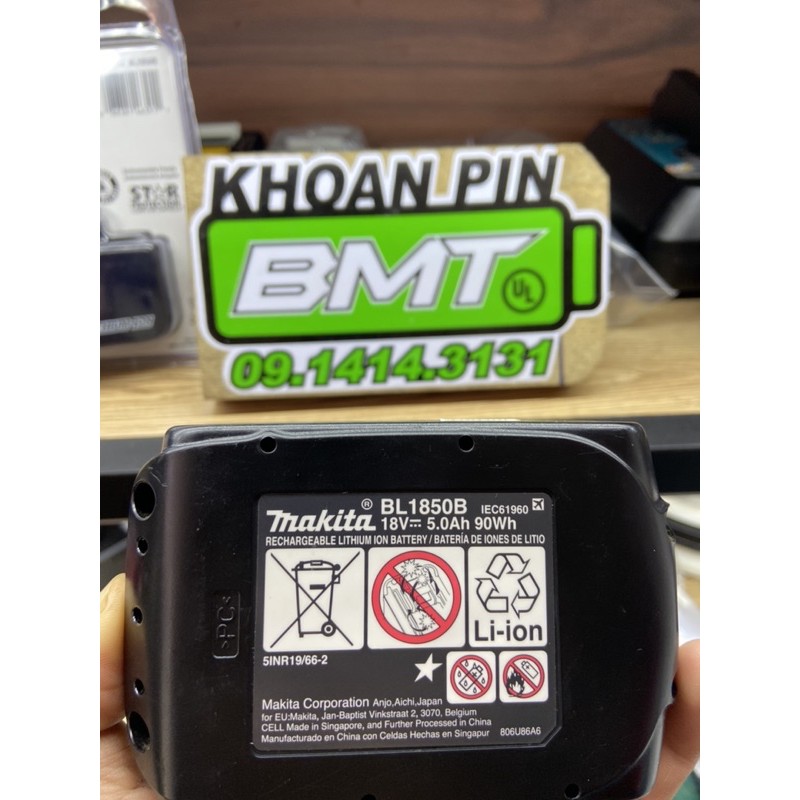 STAR
KHOAN PIN
BMT
UL
09.1414.3131
makita® BL1850B IEC61960
18V 5.0Ah 90Wh
RECHARGEABLE LITHIUM ION BATTERY / BATERÍA DE IONES DE LITIO
Li-ion
>PC<
5INR19/66-2
Makita Corporation Anjo,Aichi,Japan
for EU:Makita, Jan-Baptist Vinkstraat 2, 3070, Belgium
CELL Made in Singapore, and Further Processed in China
Manufacturado en China con Celdas Hechas en Singapur 806U86A6